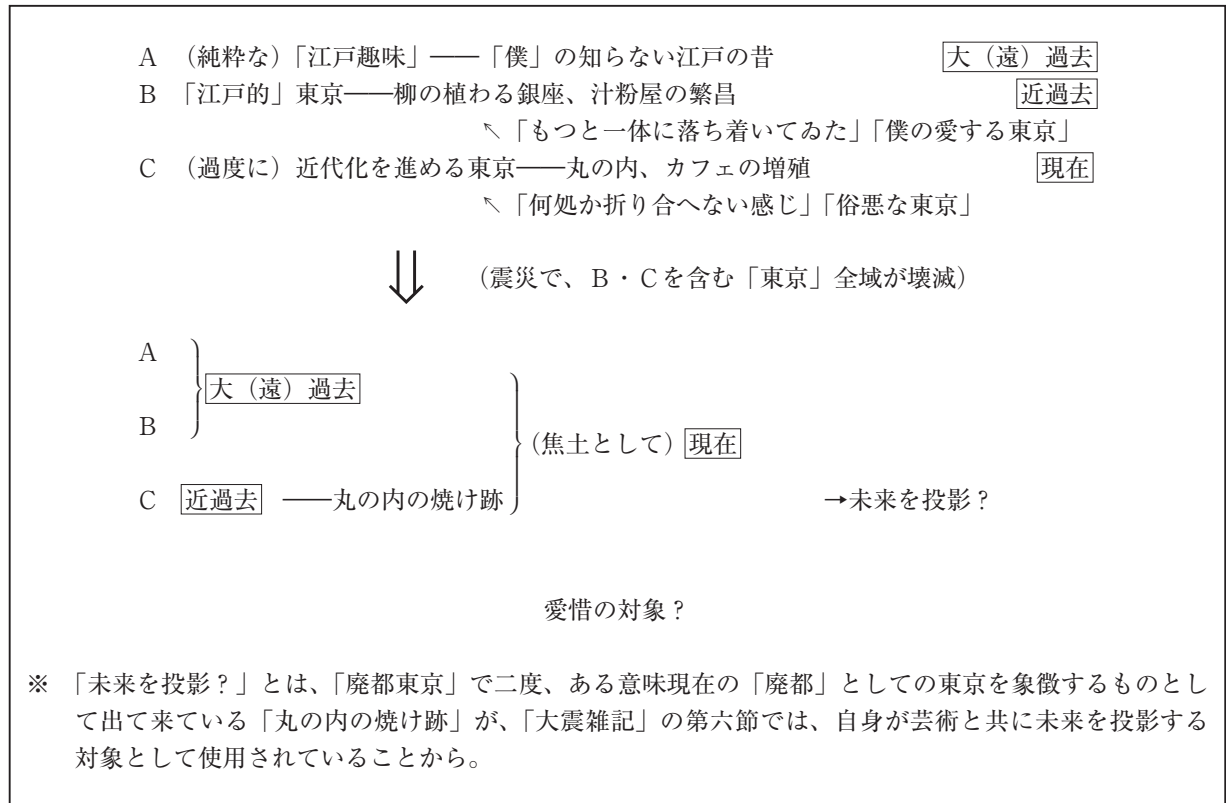 A （純粋な）「江戸趣味」――「僕」の知らない江戸の昔 大（遠）過去
B 「江戸的」東京――柳の植わる銀座、汁粉屋の繁昌 近過去
↖「もつと一体に落ち着いてゐた」「僕の愛する東京」
C （過度に）近代化を進める東京――丸の内、カフェの増殖 現在
↖「何処か折り合へない感じ」「俗悪な東京」
⇓ （震災で、B・Cを含む「東京」全域が壊滅）
A
大（遠）過去
B
（焦土として）現在
C 近過去 ――丸の内の焼け跡 →未来を投影？
愛惜の対象？
※ 「未来を投影？」とは、「廃都東京」で二度、ある意味現在の「廃都」としての東京を象徴するものとし
て出て来ている「丸の内の焼け跡」が、「大震雑記」の第六節では、自身が芸術と共に未来を投影する
対象として使用されていることから。